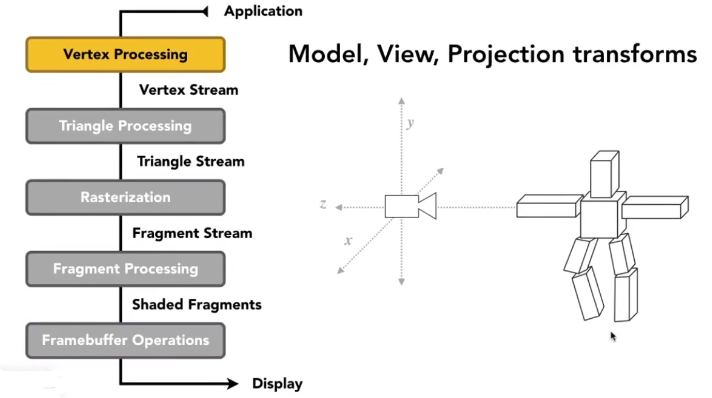 Application
Vertex Processing
Model, View, Projection transforms
Vertex Stream
Triangle Processing
Triangle Stream
Rasterization
Fragment Stream
Fragment Processing
Shaded Fragments
Framebuffer Operations
Display
y
z
x